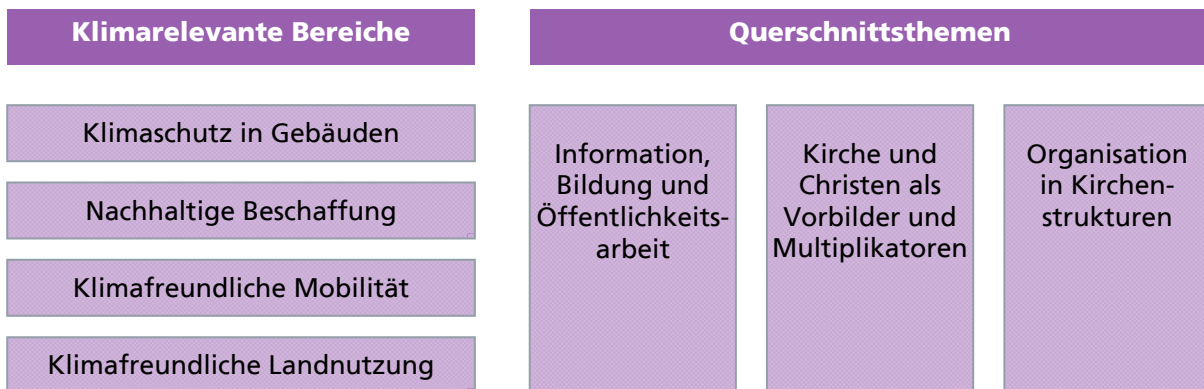 Klimarelevante Bereiche
Klimaschutz in Gebäuden
Nachhaltige Beschaffung
Klimafreundliche Mobilität
Klimafreundliche Landnutzung
Querschnittsthemen
Information,
Bildung und
Öffentlichkeits-
arbeit
Kirche und
Christen als
Vorbilder und
Multiplikatoren
Organisation
in Kirchen-
strukturen